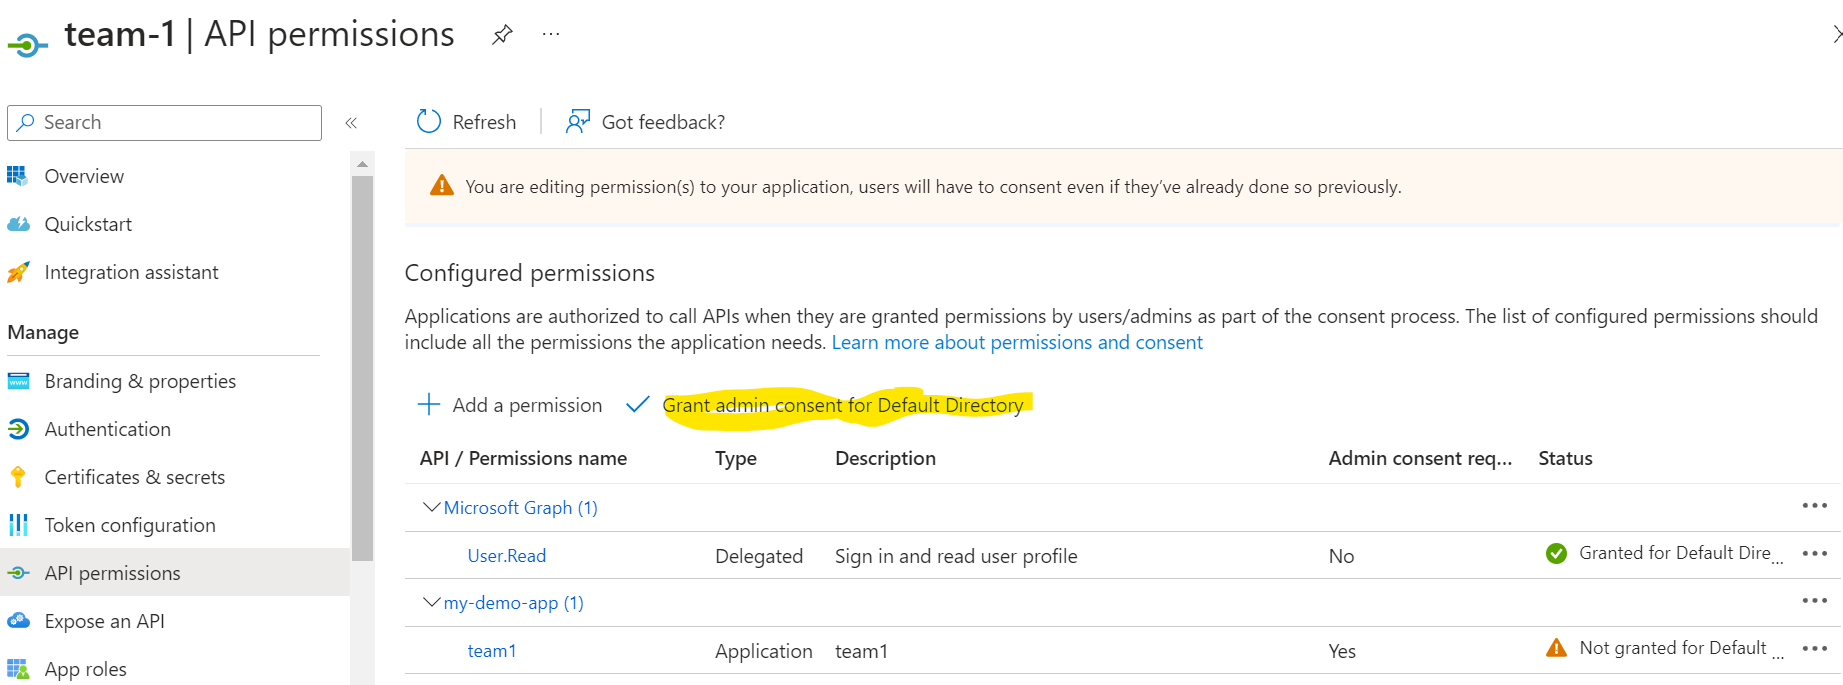 team-1 | API permissions
Search
Refresh
Got feedback?
Overview
Quickstart
Integration assistant
Manage
Branding & properties
Authentication
Certificates & secrets
Token configuration
API permissions
Expose an API
App roles
You are editing permission(s) to your application, users will have to consent even if they've already done so previously.
Configured permissions
Applications are authorized to call APIs when they are granted permissions by users/admins as part of the consent process. The list of configured permissions should
include all the permissions the application needs. Learn more about permissions and consent
Add a permission Grant admin consent for Default Directory
API / Permissions name Type Description Admin consent req... Status
Microsoft Graph (1)
User.Read Delegated Sign in and read user profile No Granted for Default Dire...
my-demo-app (1)
team1 Application team1 Yes Not granted for Default ...